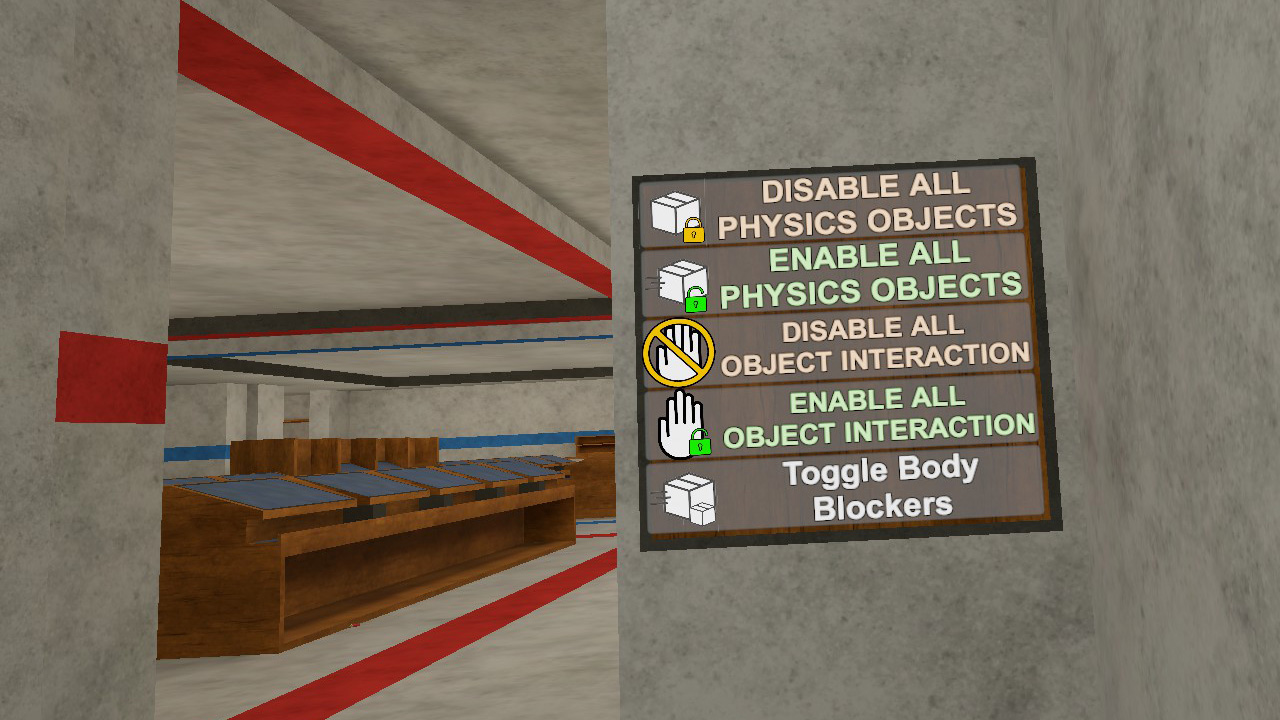 DISABLE ALL
PHYSICS OBJECTS
ENABLE ALL
PHYSICS OBJECTS
DISABLE ALL
OBJECT INTERACTION
ENABLE ALL
OBJECT INTERACTION
Toggle Body
Blockers